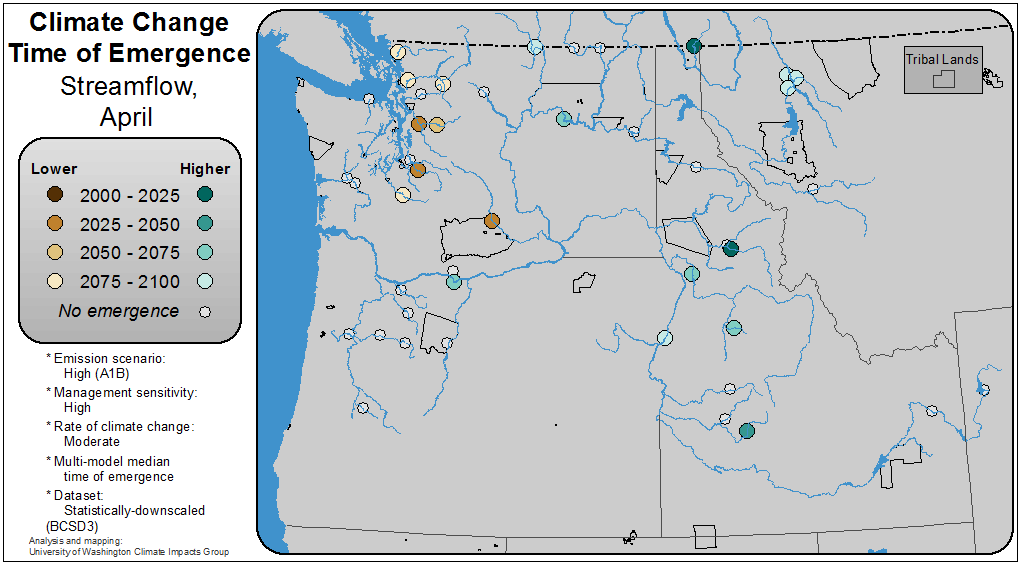 Climate Change
Time of Emergence
Streamflow,
April
Lower Higher
2000 - 2025
2025 - 2050
2050 - 2075
2075 - 2100
No emergence
* Emission scenario:
High (A1B)
* Management sensitivity:
High
* Rate of climate change:
Moderate
* Multi-model median
time of emergence
* Dataset:
Statistically-downscaled
(BCSD3)
Analysis and mapping:
University of Washington Climate Impacts Group
Tribal Lands